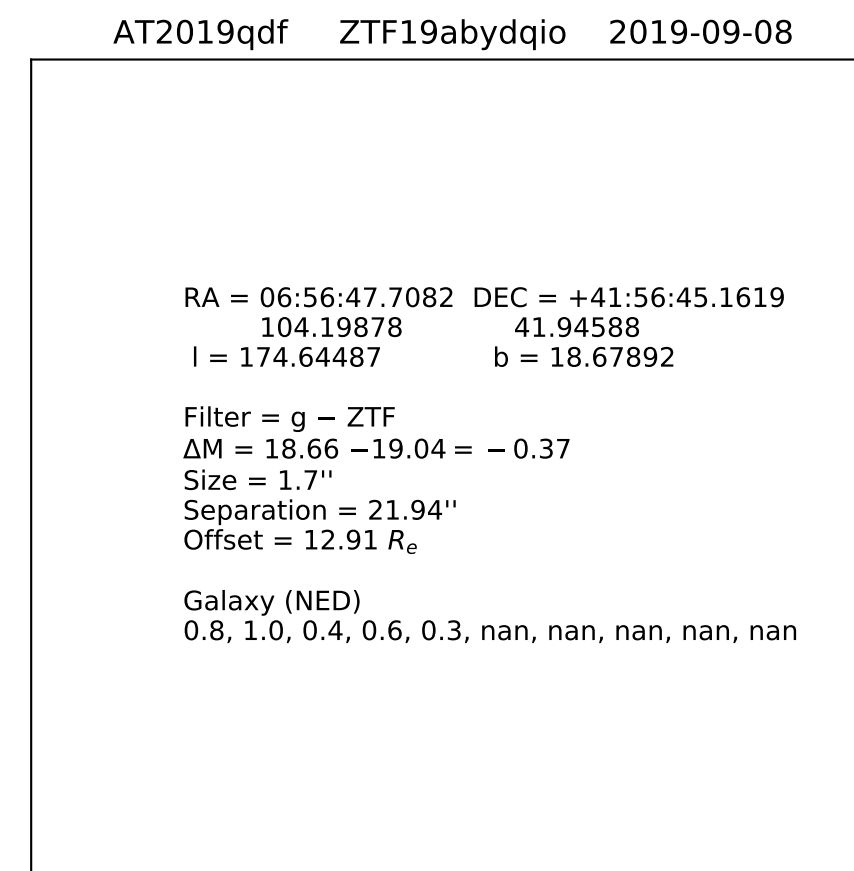 AT2019qdf ZTF19abydqio 2019-09-08
RA = 06:56:47.7082 DEC = +41:56:45.1619
104.19878 41.94588
l = 174.64487 b = 18.67892
Filter = g − ZTF
ΔM = 18.66 −19.04 = −0.37
Size = 1.7''
Separation = 21.94''
Offset = 12.91 Rₑ
Galaxy (NED)
0.8, 1.0, 0.4, 0.6, 0.3, nan, nan, nan, nan, nan